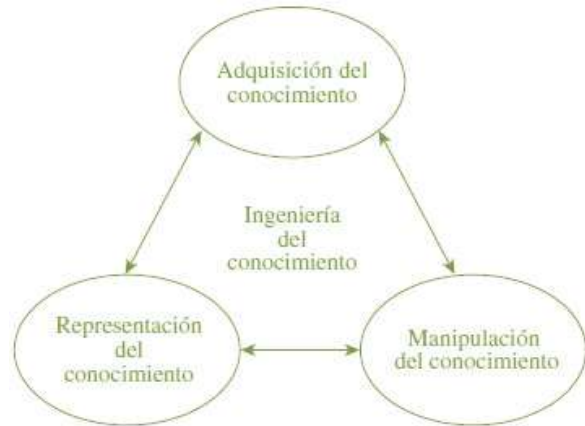 Adquisición del
conocimiento
Ingeniería
del
conocimiento
Representación
del
conocimiento
Manipulación
del conocimiento